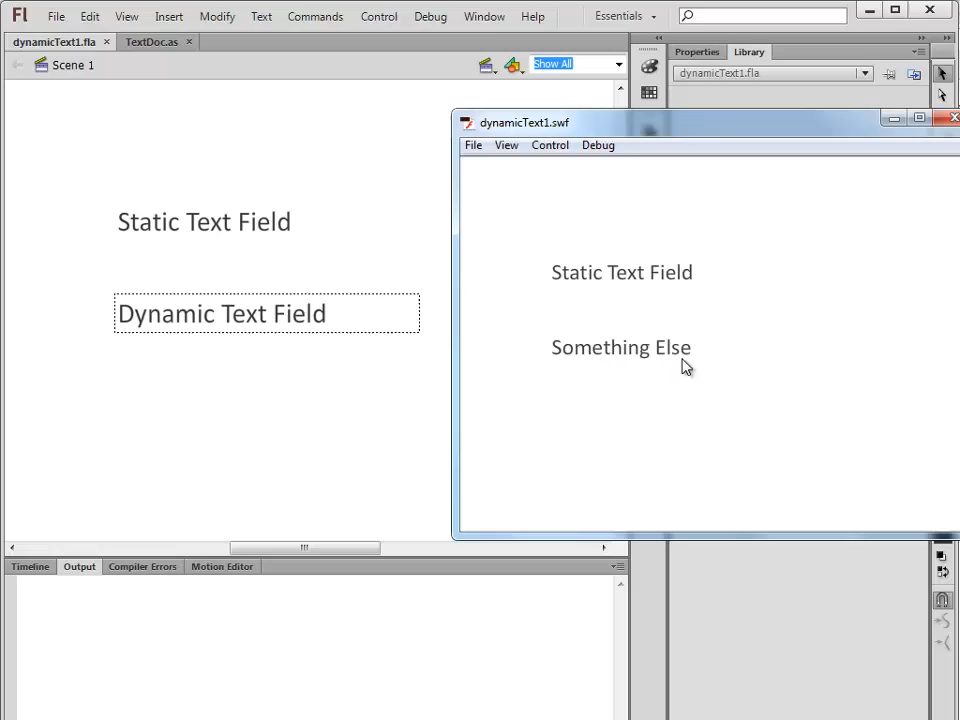 Fl File Edit View Insert Modify Text Commands Control Debug Window Help Essentials
dynamicText1.fla × TextDoc.as ×
Scene 1 Show All
Properties Library
dynamicText1.fla
dynamicText1.swf
File View Control Debug
Static Text Field
Dynamic Text Field
Static Text Field
Something Else
Timeline Output Compiler Errors Motion Editor